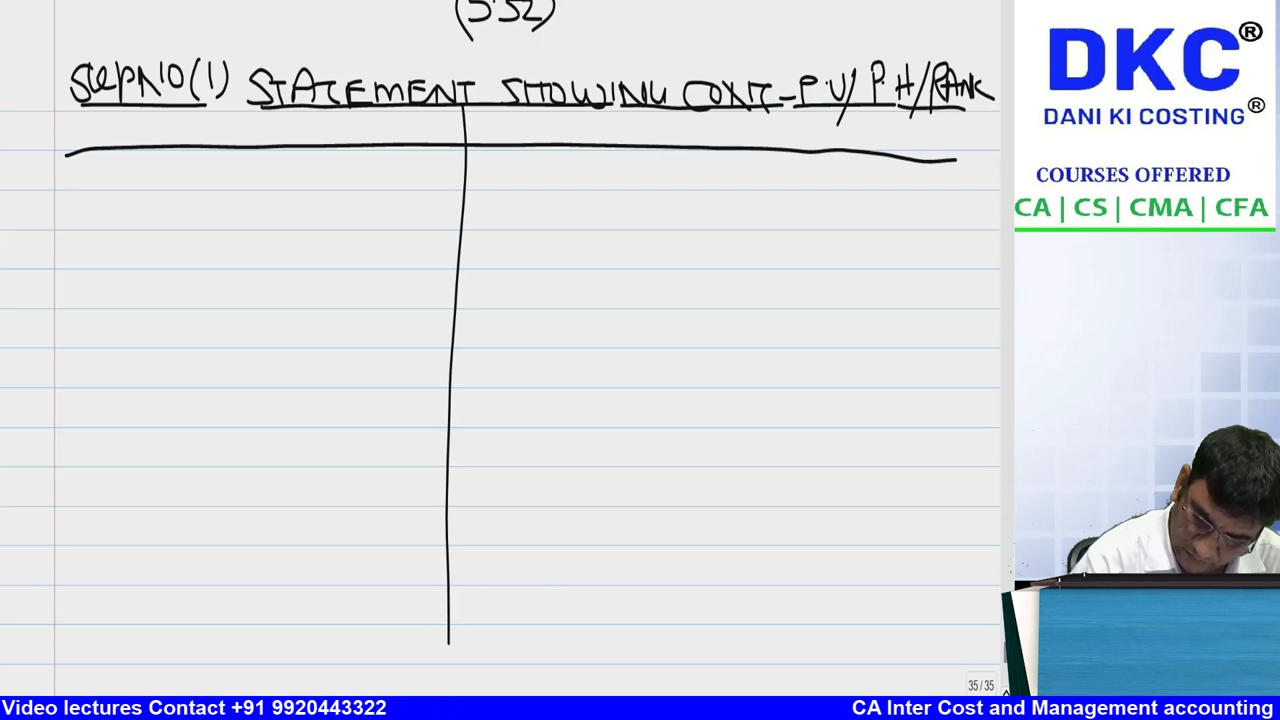 (5.52)
Step No (1) STATEMENT SHOWING CONT-P.U/ P.H/RANK
DKC®
DANI KI COSTING®
COURSES OFFERED
CA | CS | CMA | CFA
35/35
Video lectures Contact +91 9920443322
CA Inter Cost and Management accounting